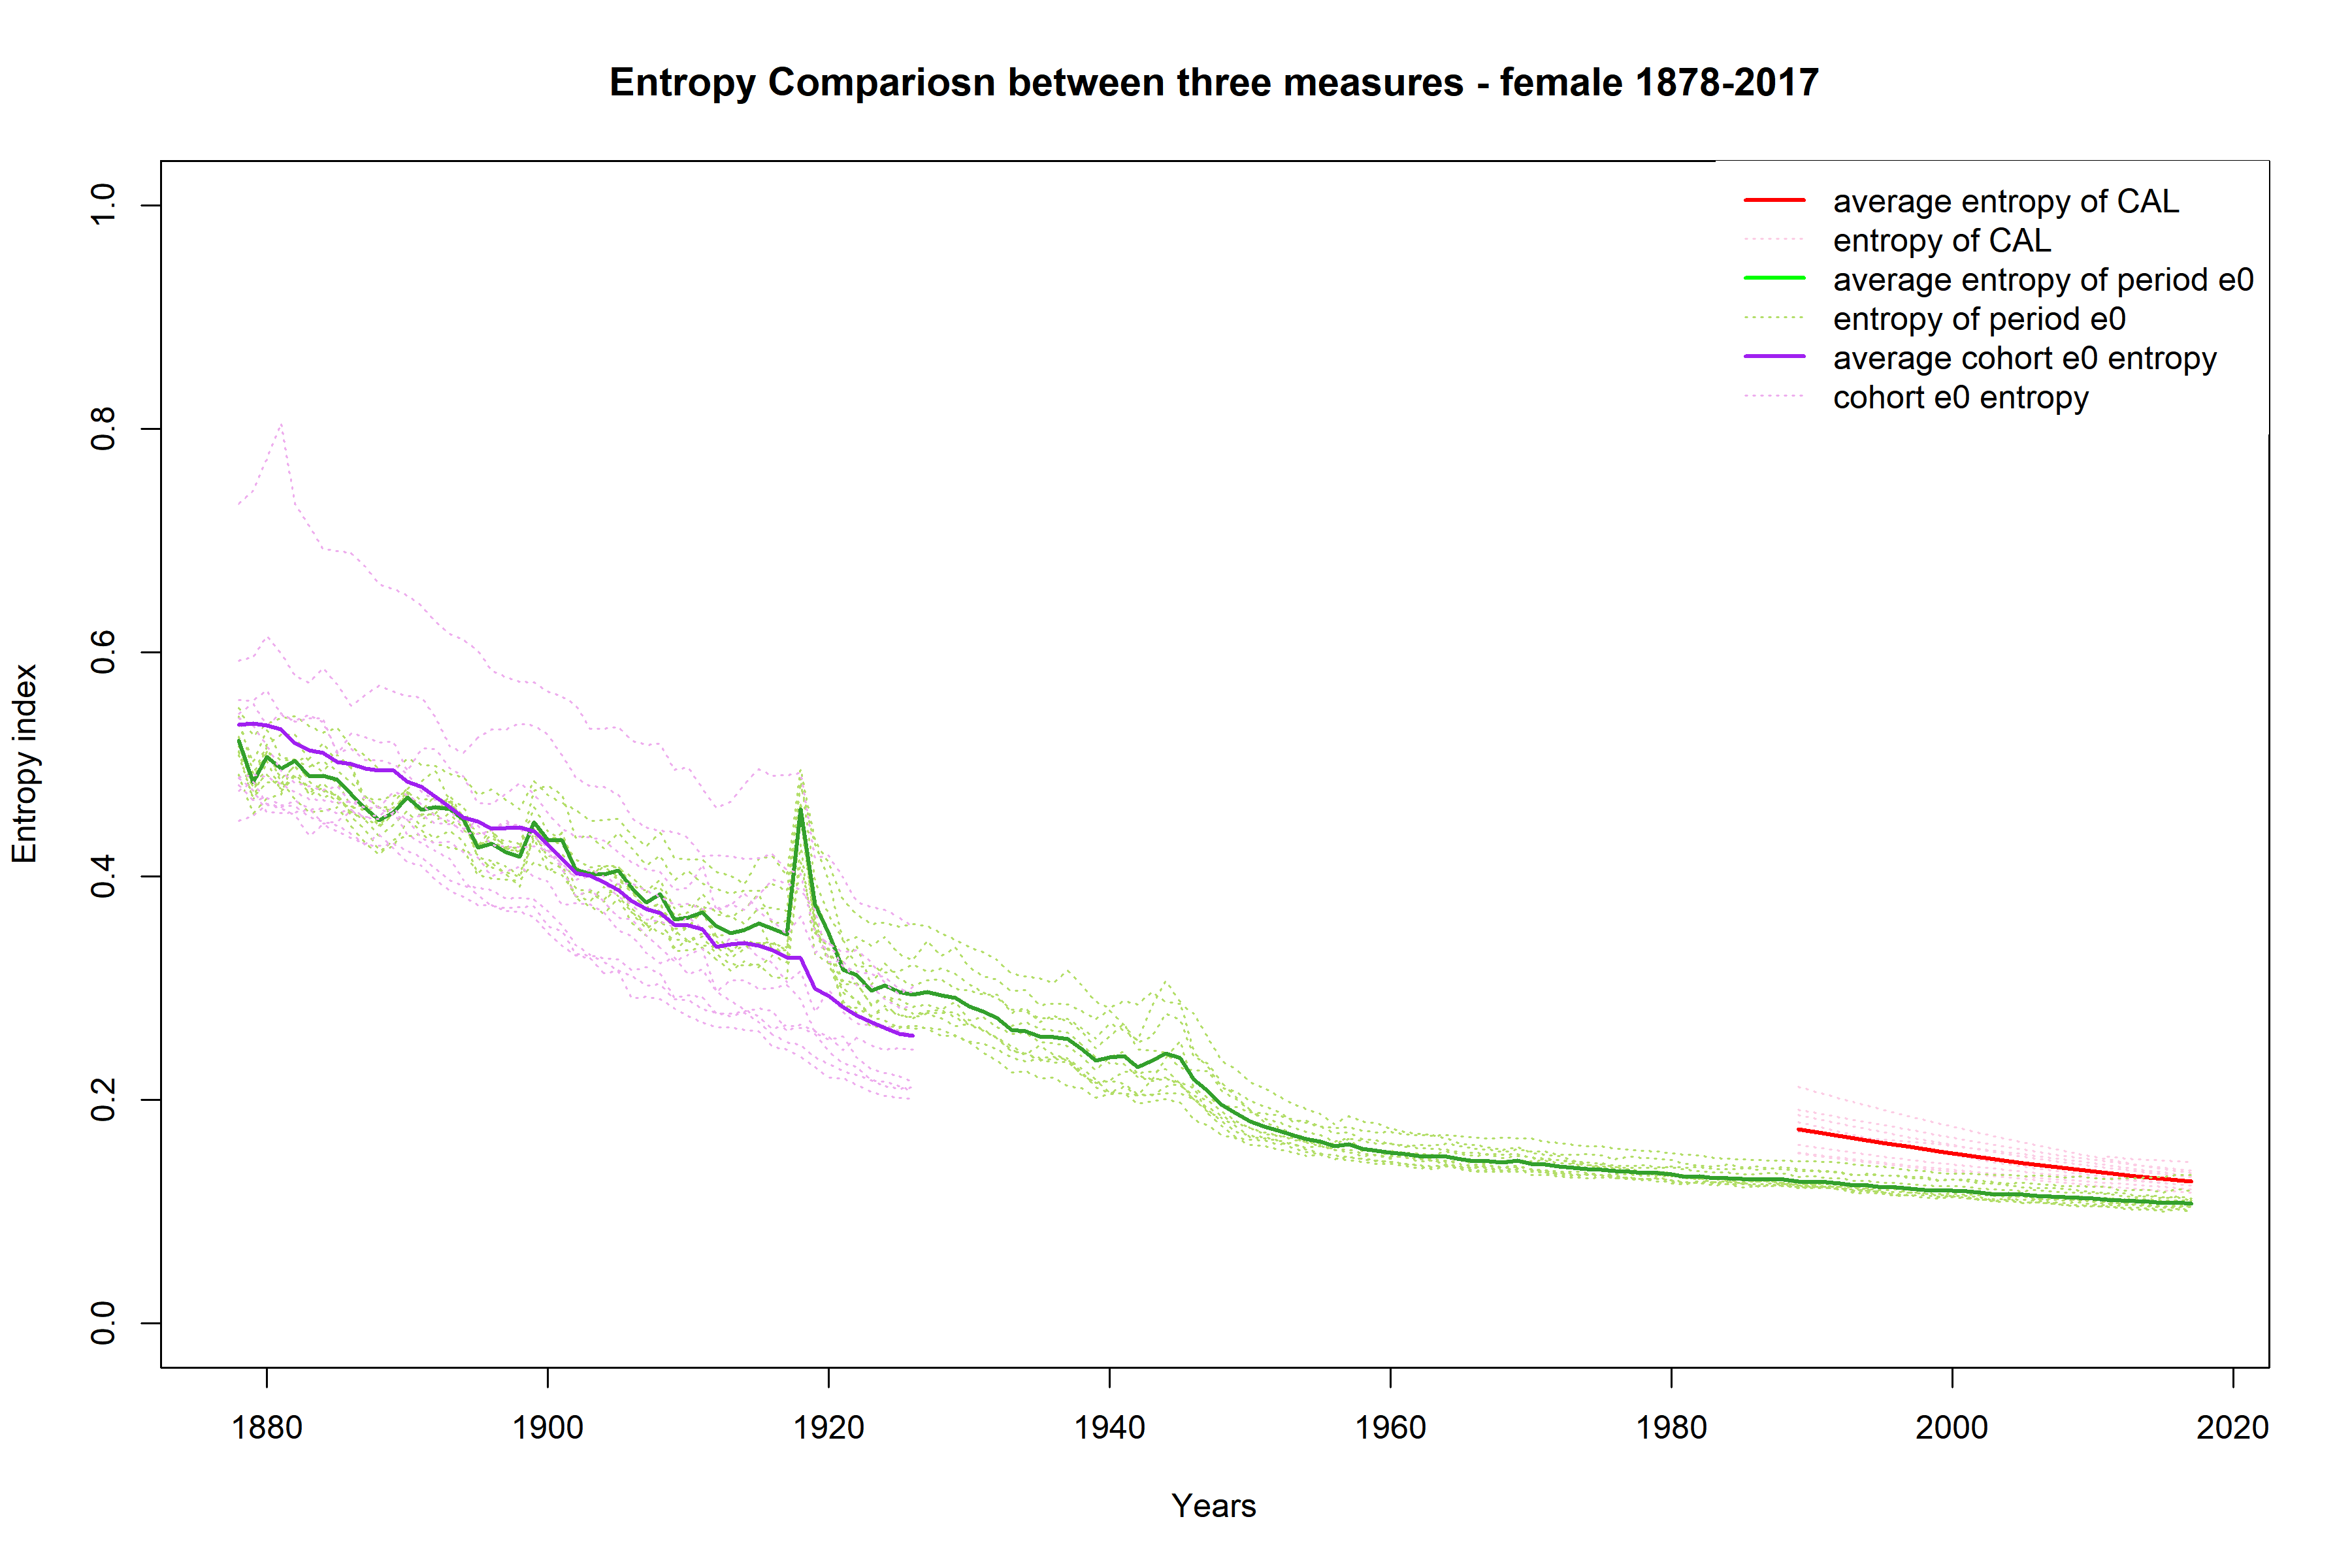 Entropy Compariosn between three measures - female 1878-2017
average entropy of CAL
entropy of CAL
average entropy of period e0
entropy of period e0
average cohort e0 entropy
cohort e0 entropy
Entropy index
1.0
0.8
0.6
0.4
0.2
0.0
1880 1900 1920 1940 1960 1980 2000 2020
Years